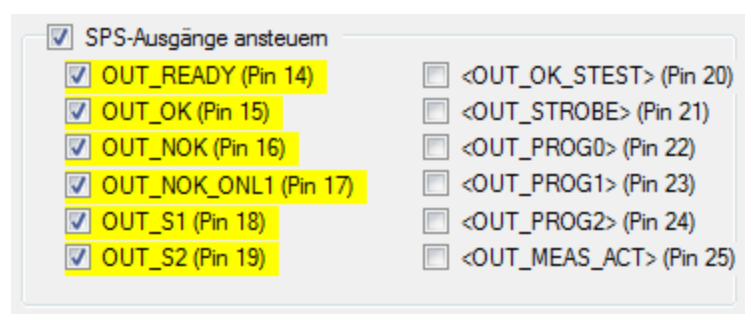 SPS-Ausgänge ansteuern
OUT_READY (Pin 14)
OUT_OK (Pin 15)
OUT_NOK (Pin 16)
OUT_NOK_ONL1 (Pin 17)
OUT_S1 (Pin 18)
OUT_S2 (Pin 19)
<OUT_OK_STEST> (Pin 20)
<OUT_STROBE> (Pin 21)
<OUT_PROG0> (Pin 22)
<OUT_PROG1> (Pin 23)
<OUT_PROG2> (Pin 24)
<OUT_MEAS_ACT> (Pin 25)